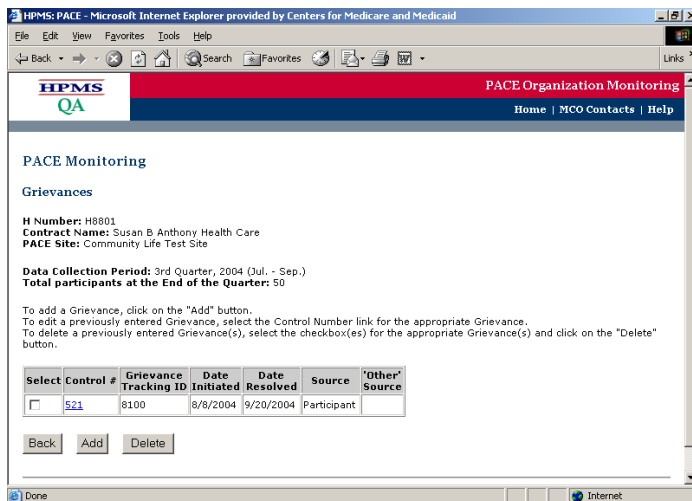 HPMS: PACE - Microsoft Internet Explorer provided by Centers for Medicare and Medicaid
File Edit View Favorites Tools Help
Back Search Favorites Links
HPMS
QA
PACE Organization Monitoring
Home | MCO Contacts | Help
PACE Monitoring
Grievances
H Number: H8801
Contract Name: Susan B Anthony Health Care
PACE Site: Community Life Test Site
Data Collection Period: 3rd Quarter, 2004 (Jul. - Sep.)
Total participants at the End of the Quarter: 50
To add a Grievance, click on the "Add" button.
To edit a previously entered Grievance, select the Control Number link for the appropriate Grievance.
To delete a previously entered Grievance(s), select the checkbox(es) for the appropriate Grievance(s) and click on the "Delete"
button.
Select Control # Grievance Tracking ID Date Initiated Date Resolved Source 'Other' Source
521 8100 8/8/2004 9/20/2004 Participant
Back Add Delete
Done Internet